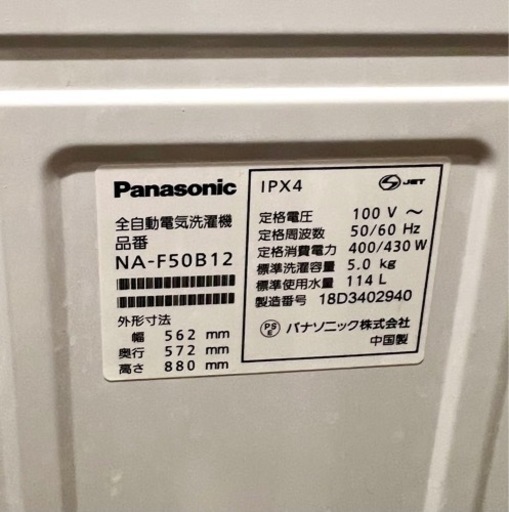 Panasonic
全自動電気洗濯機
品番
NA-F50B12
外形寸法
幅 562 mm
奥行 572 mm
高さ 880 mm
IPX4
S JET
定格電圧 100 V ～
定格周波数 50/60 Hz
定格消費電力 400/430 W
標準洗濯容量 5.0 kg
標準使用水量 114 L
製造番号 18D3402940
PSE パナソニック株式会社
中国製